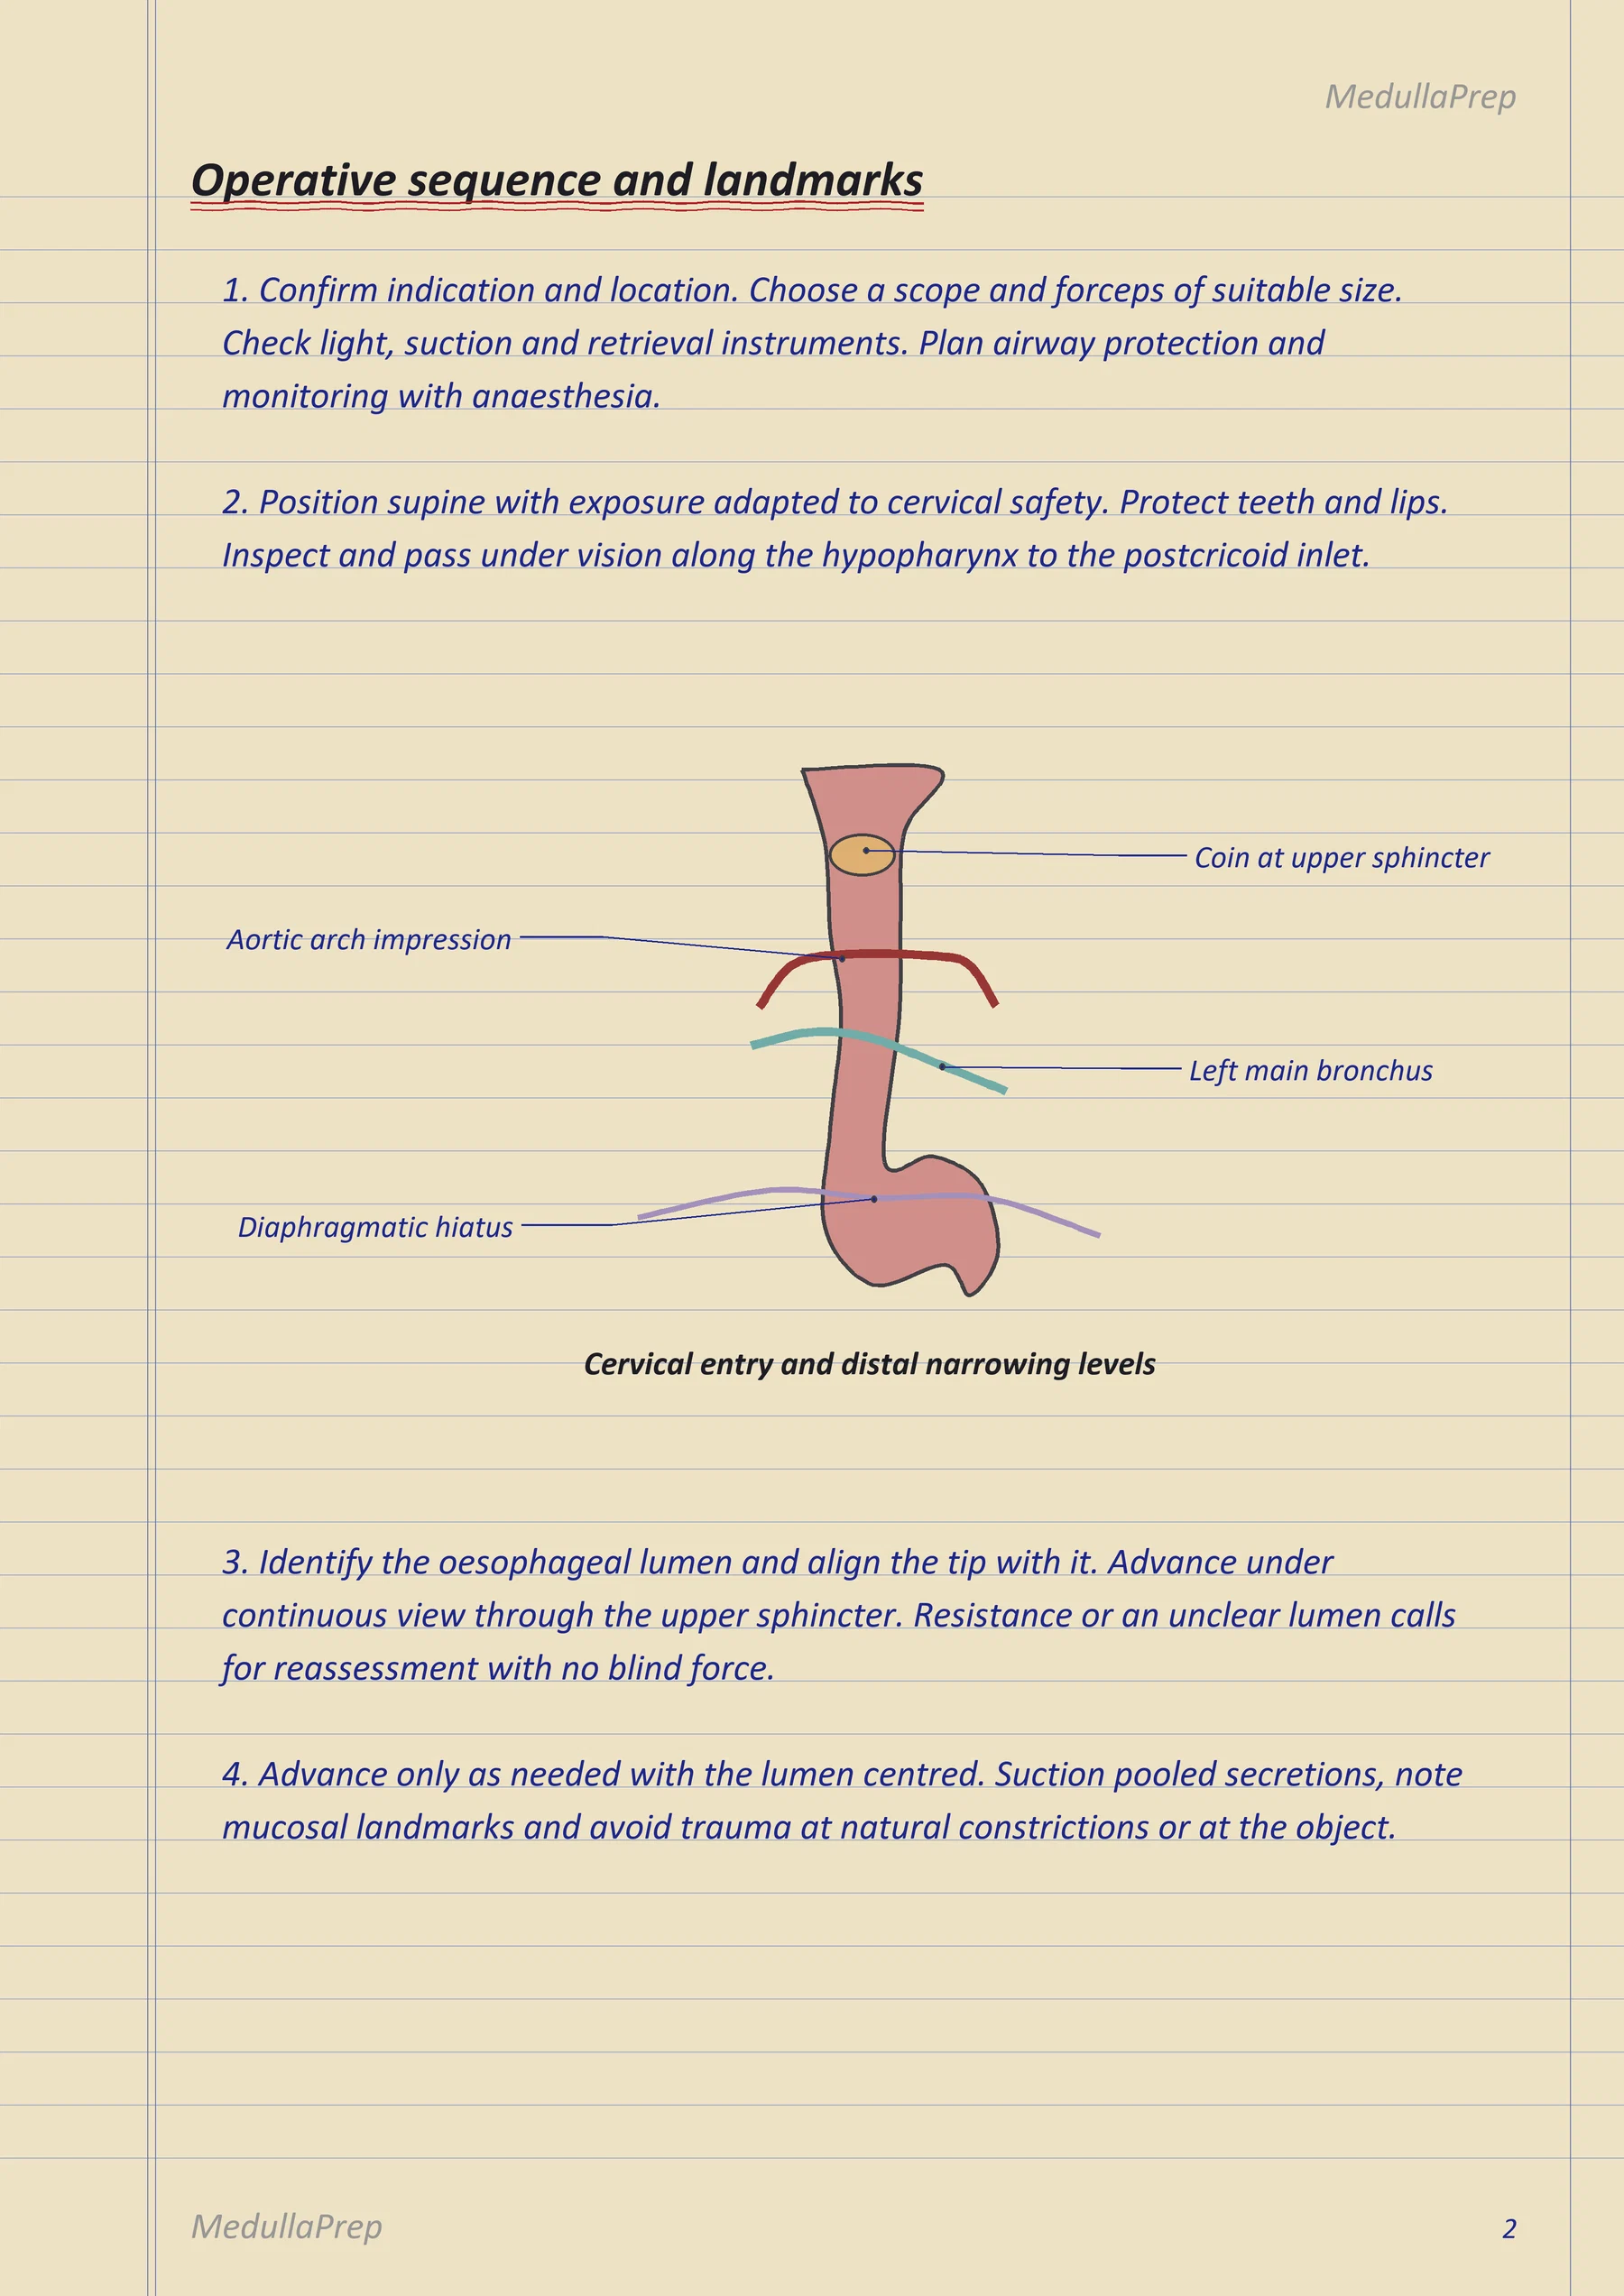 MedullaPrep
Operative sequence and landmarks
1. Confirm indication and location. Choose a scope and forceps of suitable size.
Check light, suction and retrieval instruments. Plan airway protection and
monitoring with anaesthesia.
2. Position supine with exposure adapted to cervical safety. Protect teeth and lips.
Inspect and pass under vision along the hypopharynx to the postcricoid inlet.
Coin at upper sphincter
Aortic arch impression
Left main bronchus
Diaphragmatic hiatus
Cervical entry and distal narrowing levels
3. Identify the oesophageal lumen and align the tip with it. Advance under
continuous view through the upper sphincter. Resistance or an unclear lumen calls
for reassessment with no blind force.
4. Advance only as needed with the lumen centred. Suction pooled secretions, note
mucosal landmarks and avoid trauma at natural constrictions or at the object.
MedullaPrep
2